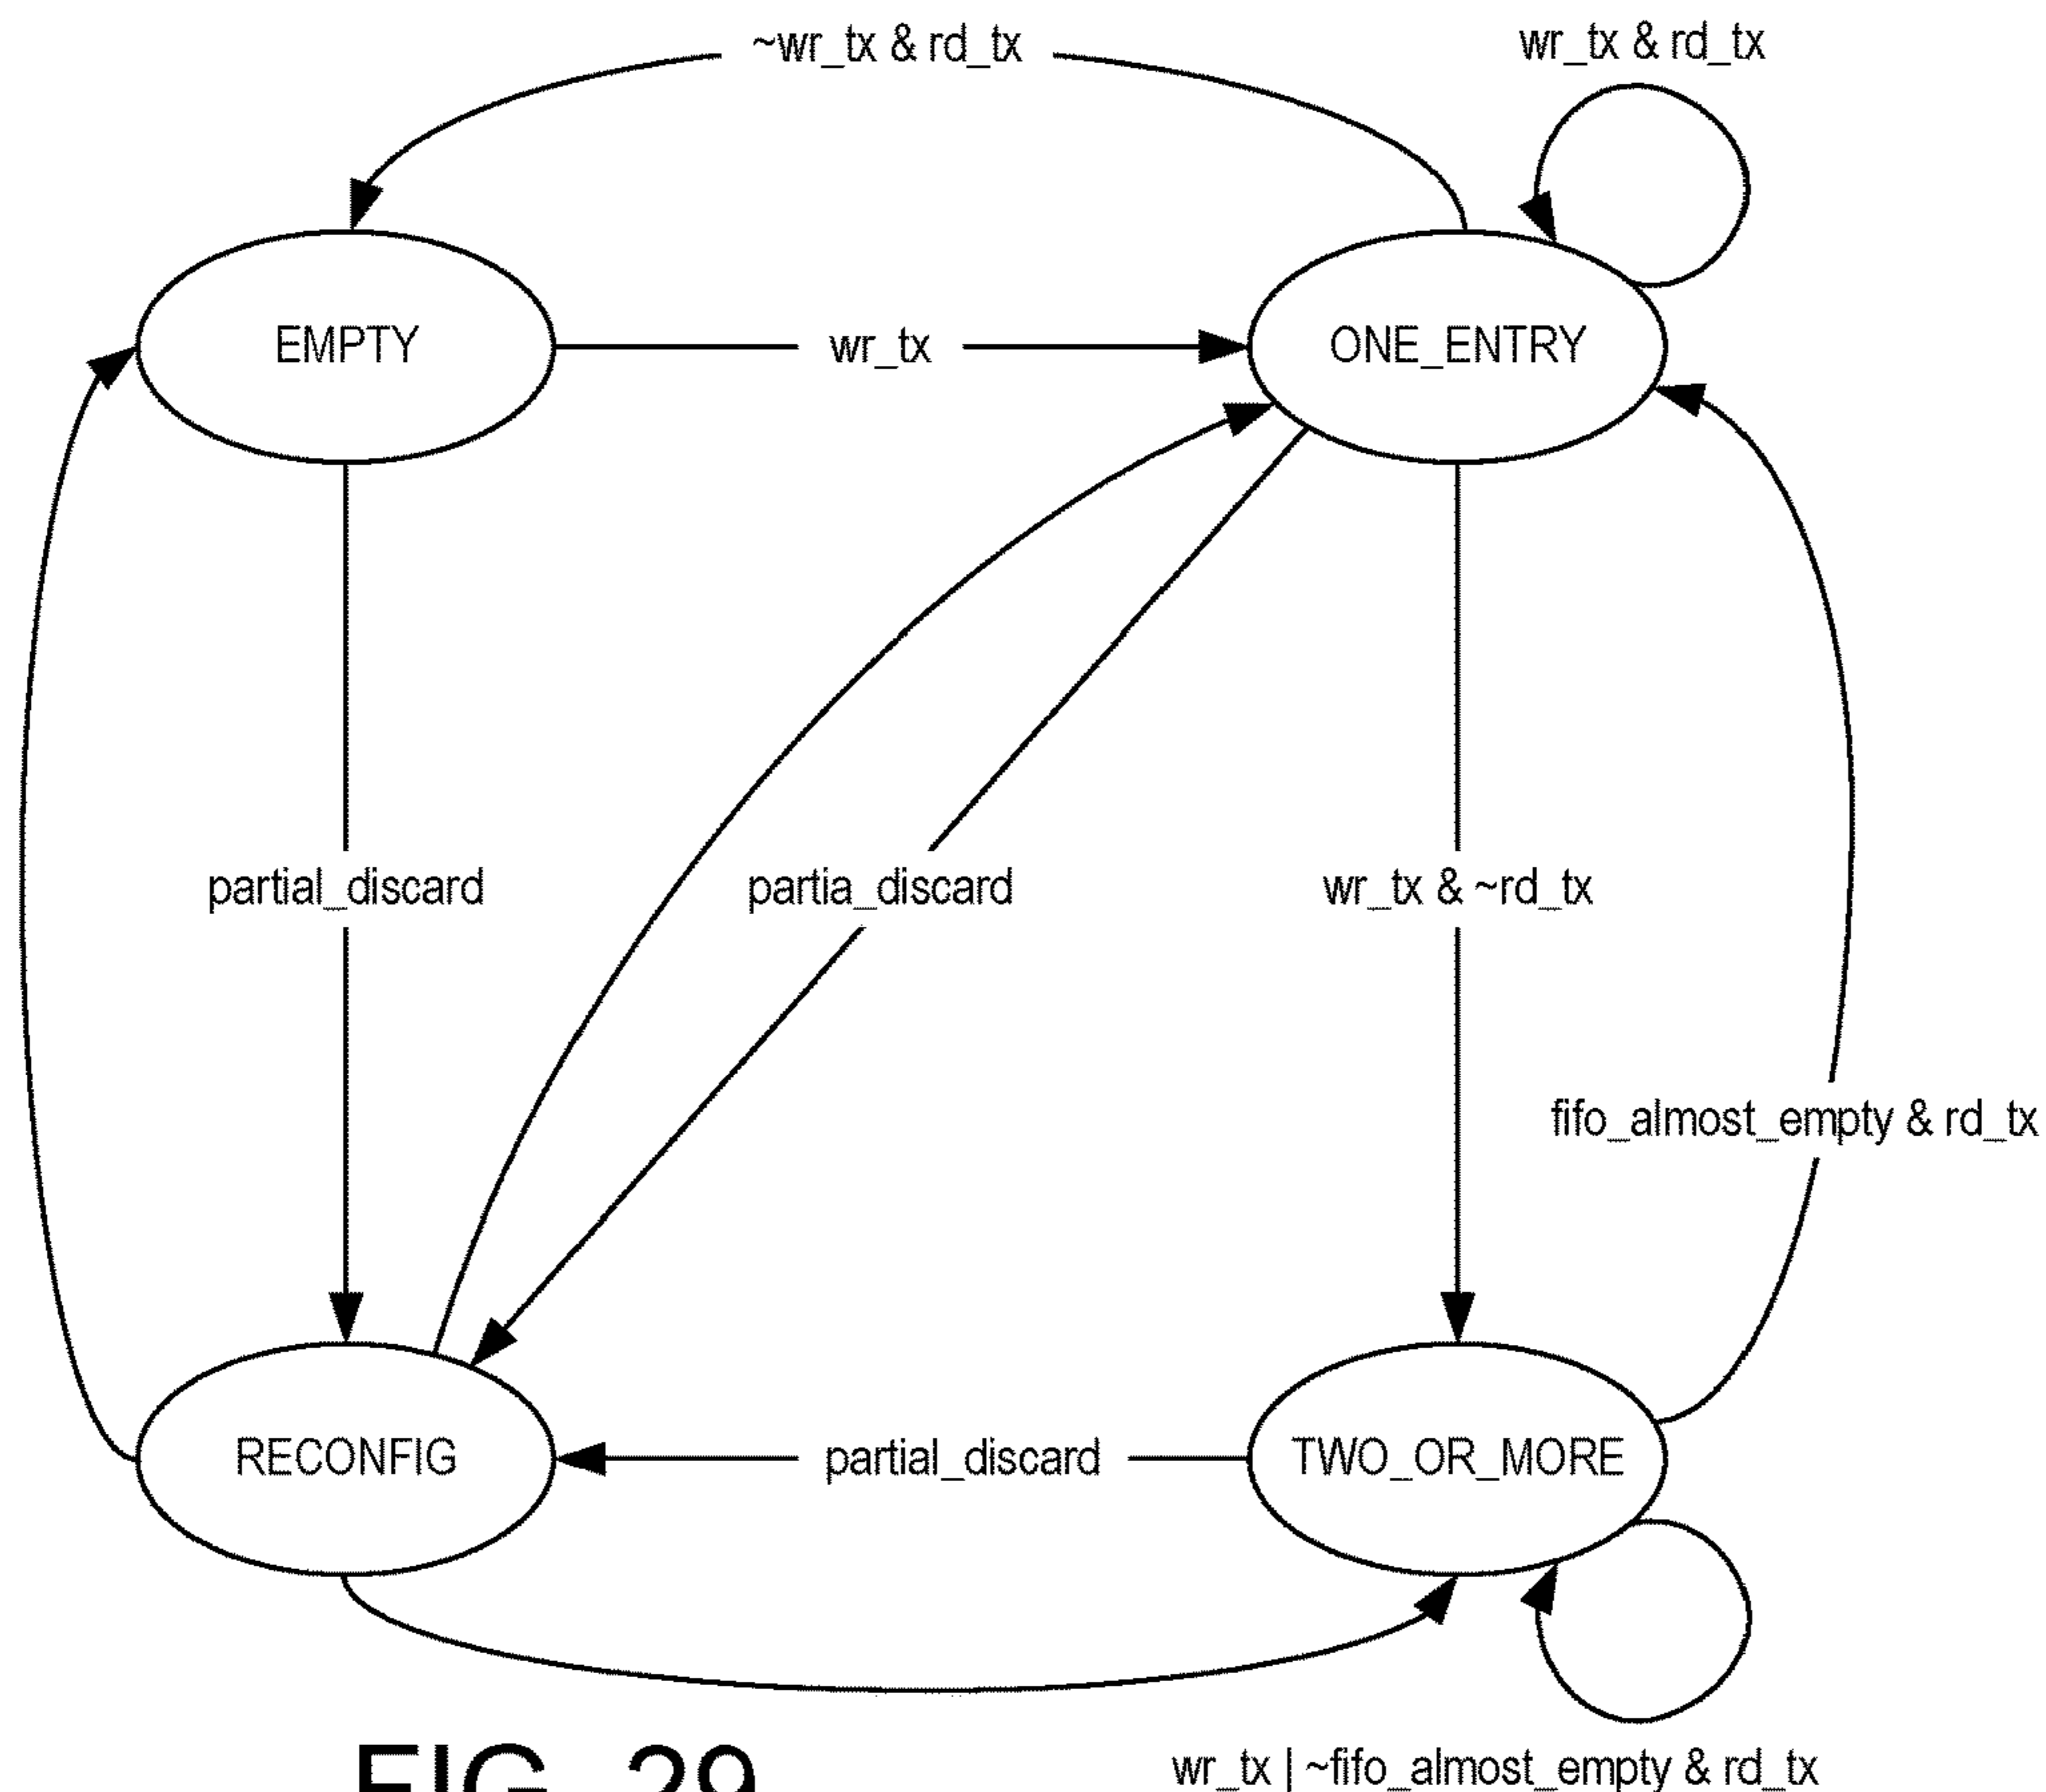 ~wr_tx & rd_tx
wr_tx & rd_tx
EMPTY
wr_tx
ONE_ENTRY
partial_discard
partia_discard
wr_tx & ~rd_tx
fifo_almost_empty & rd_tx
RECONFIG
partial_discard
TWO_OR_MORE
wr_tx | ~fifo_almost_empty & rd_tx
FIG. 29